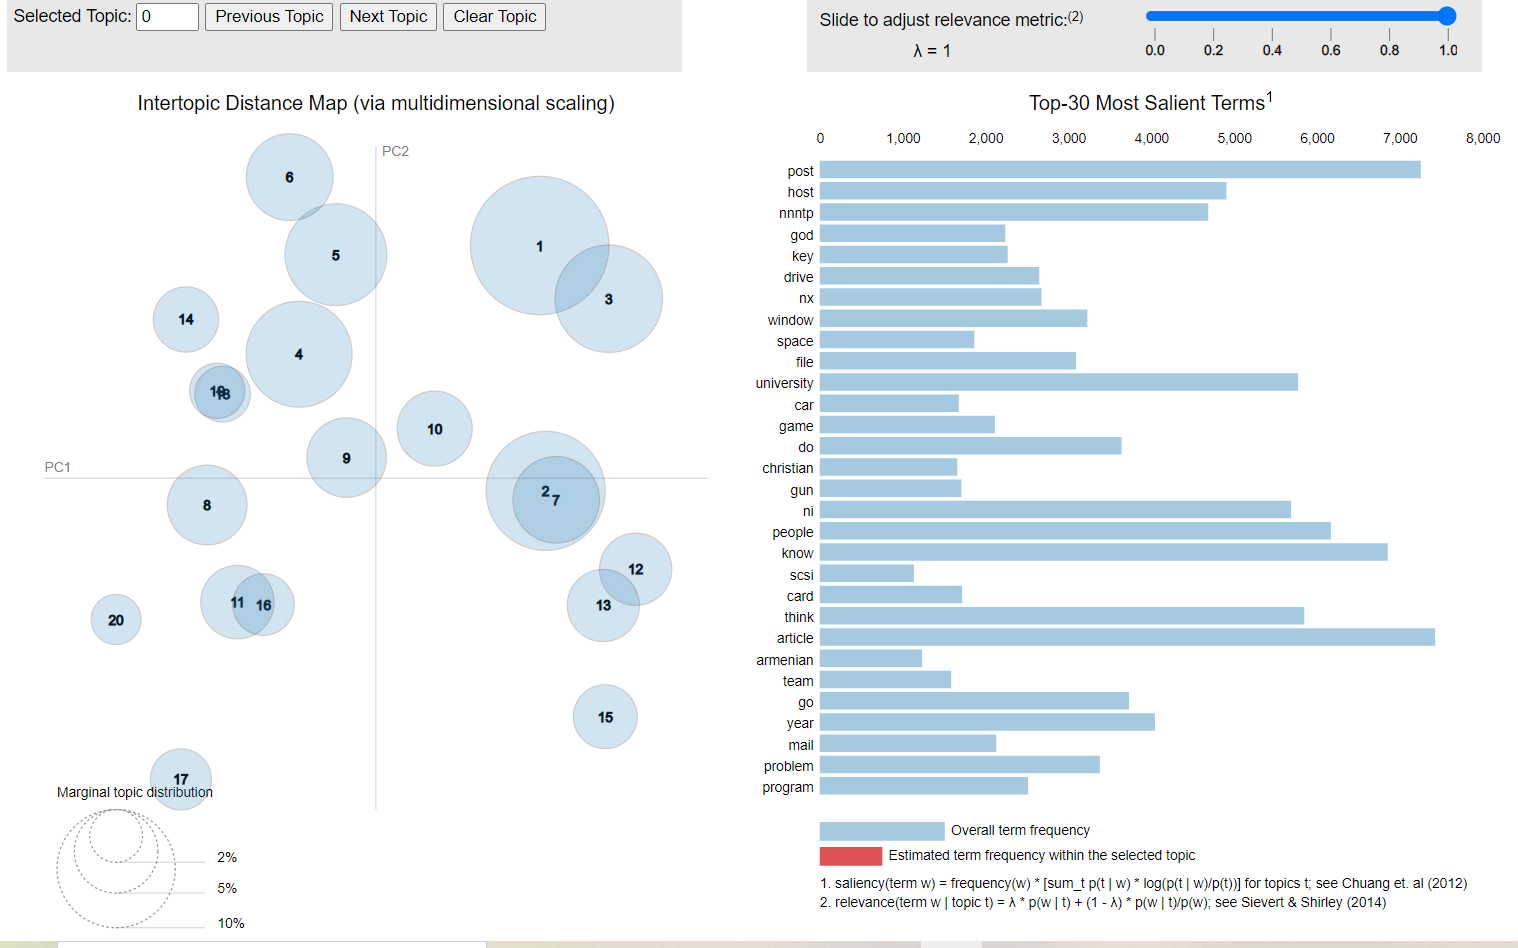 Selected Topic: 0 Previous Topic Next Topic Clear Topic
Slide to adjust relevance metric:(2)
λ = 1
0.0 0.2 0.4 0.6 0.8 1.0
Intertopic Distance Map (via multidimensional scaling)
PC2
PC1
6
1
5
3
14
4
19
18
10
9
2
7
8
12
11
16
13
20
15
17
Marginal topic distribution
2%
5%
10%
Top-30 Most Salient Terms1
0 1,000 2,000 3,000 4,000 5,000 6,000 7,000 8,000
post
host
nnntp
god
key
drive
nx
window
space
file
university
car
game
do
christian
gun
ni
people
know
scsi
card
think
article
armenian
team
go
year
mail
problem
program
Overall term frequency
Estimated term frequency within the selected topic
1. saliency(term w) = frequency(w) * [sum_t p(t | w) * log(p(t | w)/p(t))] for topics t; see Chuang et. al (2012)
2. relevance(term w | topic t) = λ * p(w | t) + (1 - λ) * p(w | t)/p(w); see Sievert & Shirley (2014)